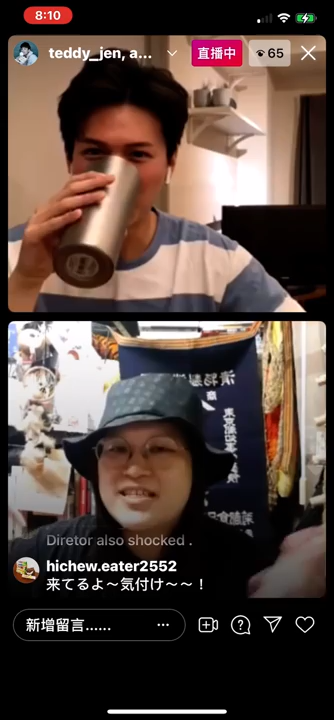 8:10
teddy_jen, a...
直播中
65
Diretor also shocked .
hichew.eater2552
来てるよ〜気付け〜〜！
新增留言......